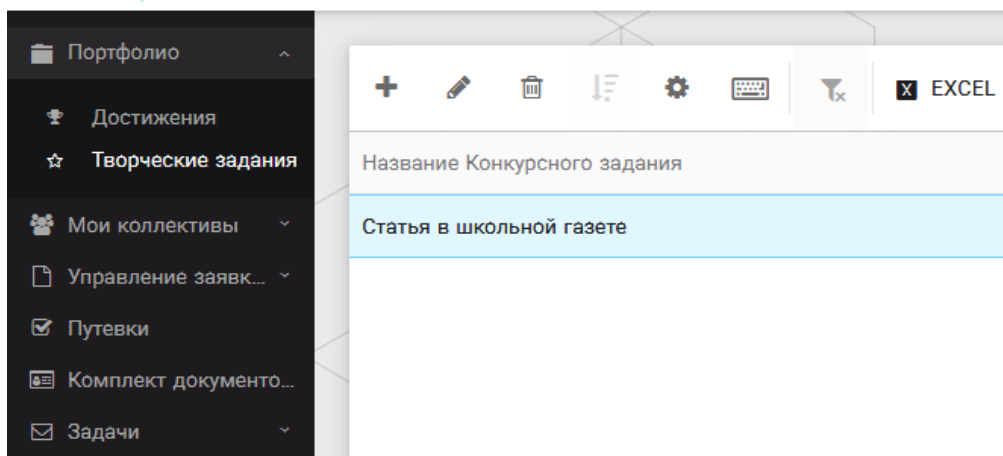 Портфолио
Достижения
Творческие задания
Мои коллективы
Управление заявк...
Путевки
Комплект документо...
Задачи
EXCEL
Название Конкурсного задания
Статья в школьной газете